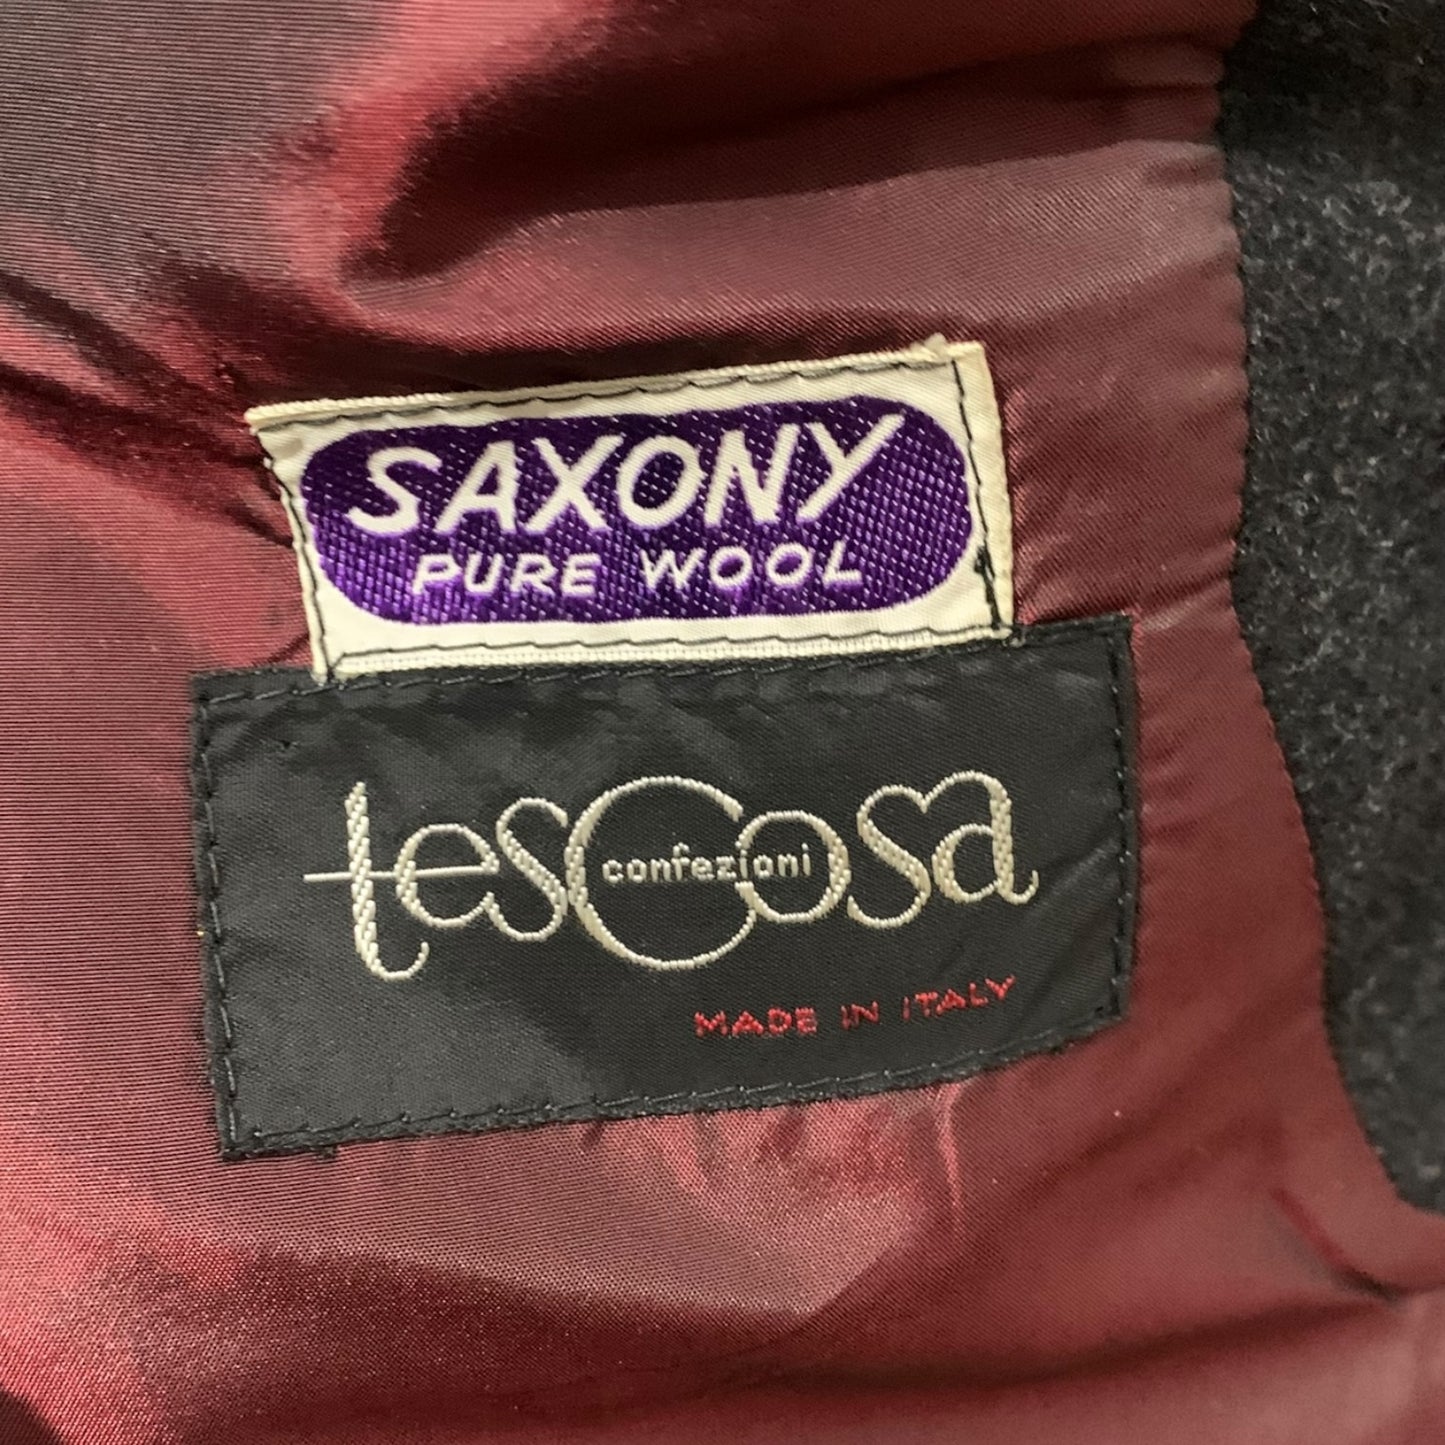 SAXONY
PURE WOOL
tesCosa
confezioni
MADE IN ITALY